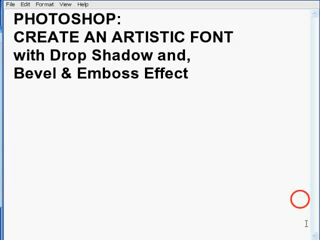 File Edit Format View Help
PHOTOSHOP:
CREATE AN ARTISTIC FONT
with Drop Shadow and,
Bevel & Emboss Effect